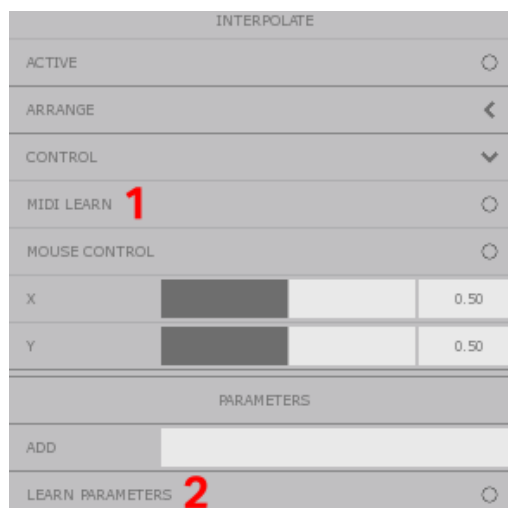 INTERPOLATE
ACTIVE
ARRANGE
CONTROL
MIDI LEARN 1
MOUSE CONTROL
X 0.50
Y 0.50
PARAMETERS
ADD
LEARN PARAMETERS 2